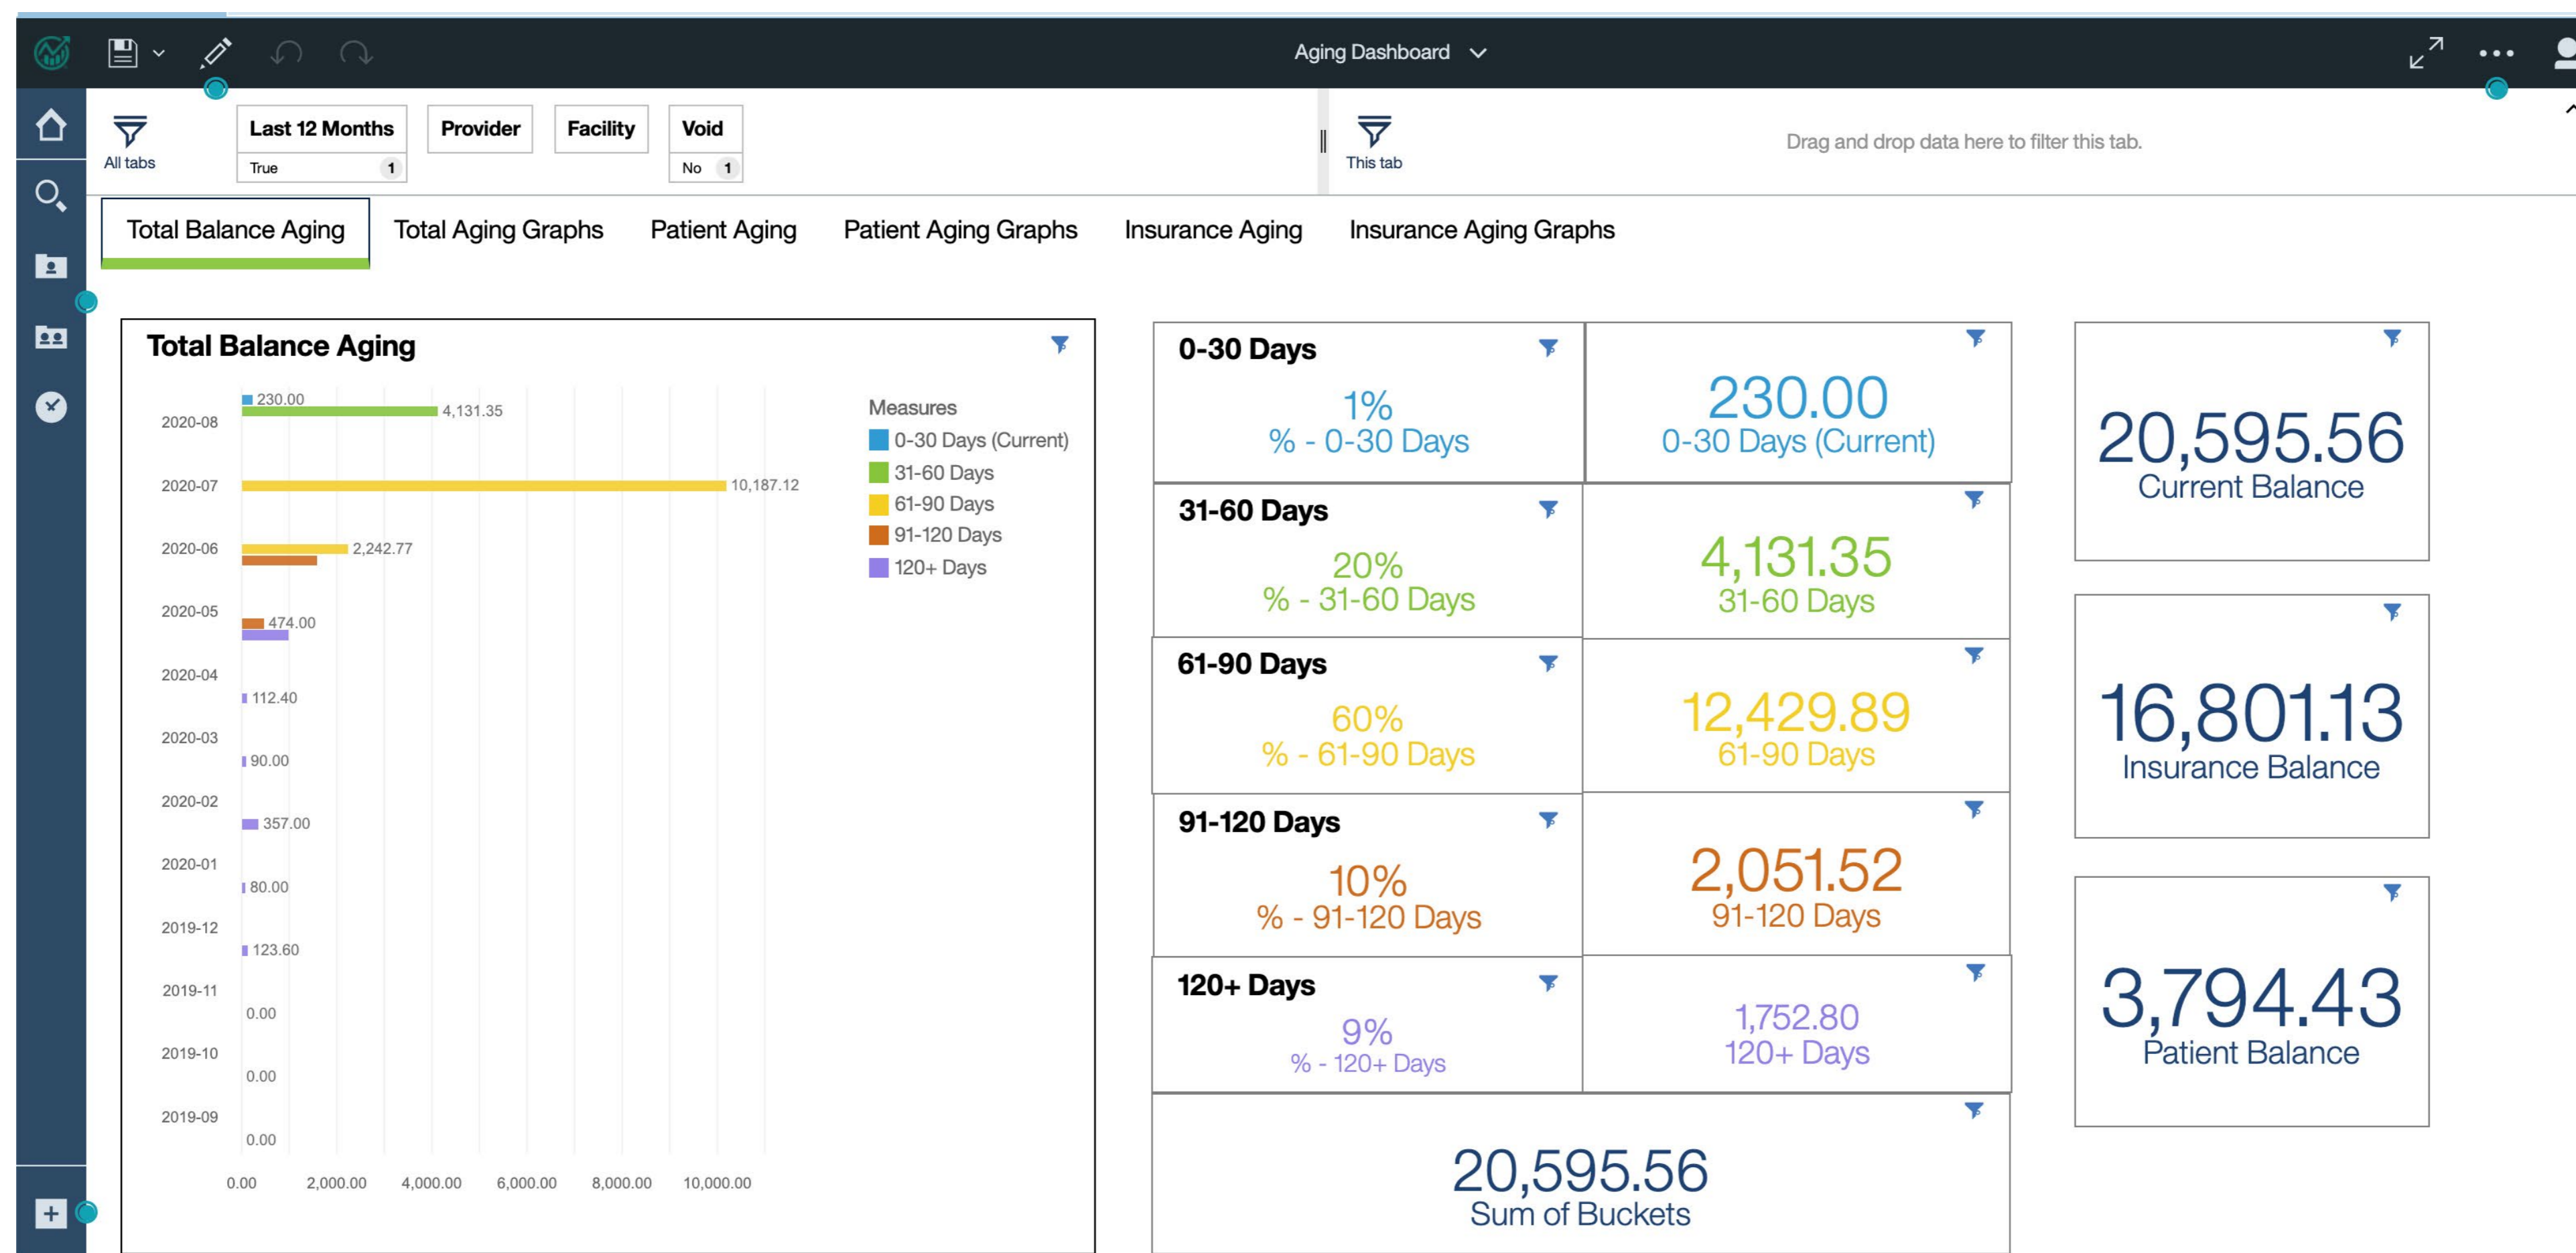 Aging Dashboard
All tabs
Last 12 Months
True 1
Provider
Facility
Void
No 1
This tab
Drag and drop data here to filter this tab.
Total Balance Aging
Total Aging Graphs
Patient Aging
Patient Aging Graphs
Insurance Aging
Insurance Aging Graphs
Total Balance Aging
2020-08
230.00
4,131.35
2020-07
10,187.12
2020-06
2,242.77
2020-05
474.00
2020-04
112.40
2020-03
90.00
2020-02
357.00
2020-01
80.00
2019-12
123.60
2019-11
0.00
2019-10
0.00
2019-09
0.00
0.00 2,000.00 4,000.00 6,000.00 8,000.00 10,000.00
Measures
0-30 Days (Current)
31-60 Days
61-90 Days
91-120 Days
120+ Days
0-30 Days
1%
% - 0-30 Days
230.00
0-30 Days (Current)
31-60 Days
20%
% - 31-60 Days
4,131.35
31-60 Days
61-90 Days
60%
% - 61-90 Days
12,429.89
61-90 Days
91-120 Days
10%
% - 91-120 Days
2,051.52
91-120 Days
120+ Days
9%
% - 120+ Days
1,752.80
120+ Days
20,595.56
Sum of Buckets
20,595.56
Current Balance
16,801.13
Insurance Balance
3,794.43
Patient Balance